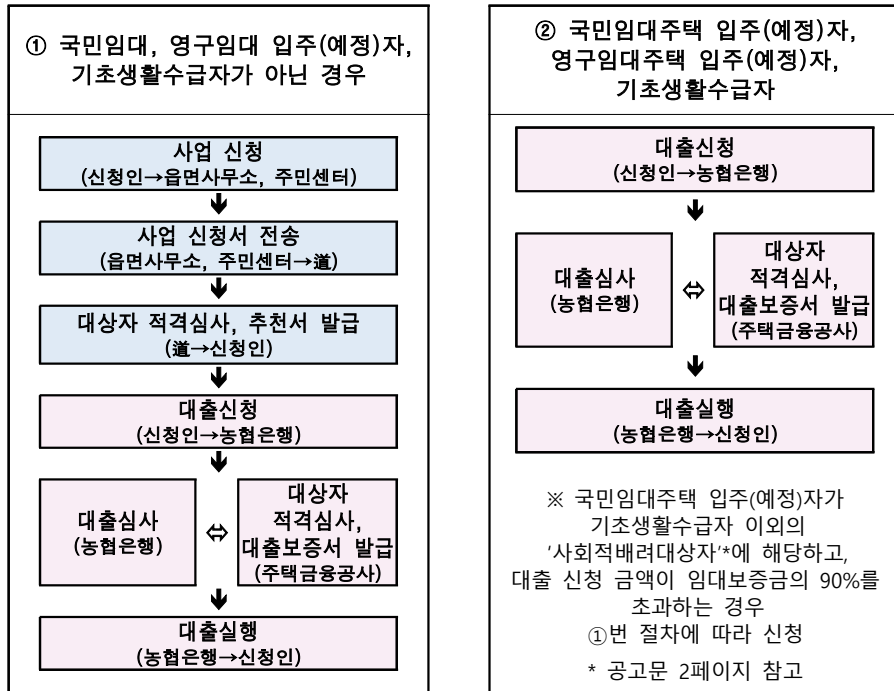 ① 국민임대, 영구임대 입주(예정)자,
기초생활수급자가 아닌 경우
사업 신청
(신청인→읍면사무소, 주민센터)
사업 신청서 전송
(읍면사무소, 주민센터→道)
대상자 적격심사, 추천서 발급
(道→신청인)
대출신청
(신청인→농협은행)
대출심사
(농협은행)
대상자
적격심사,
대출보증서 발급
(주택금융공사)
대출실행
(농협은행→신청인)
② 국민임대주택 입주(예정)자,
영구임대주택 입주(예정)자,
기초생활수급자
대출신청
(신청인→농협은행)
대출심사
(농협은행)
대상자
적격심사,
대출보증서 발급
(주택금융공사)
대출실행
(농협은행→신청인)
※ 국민임대주택 입주(예정)자가
기초생활수급자 이외의
'사회적배려대상자'*에 해당하고,
대출 신청 금액이 임대보증금의 90%를
초과하는 경우
①번 절차에 따라 신청
* 공고문 2페이지 참고